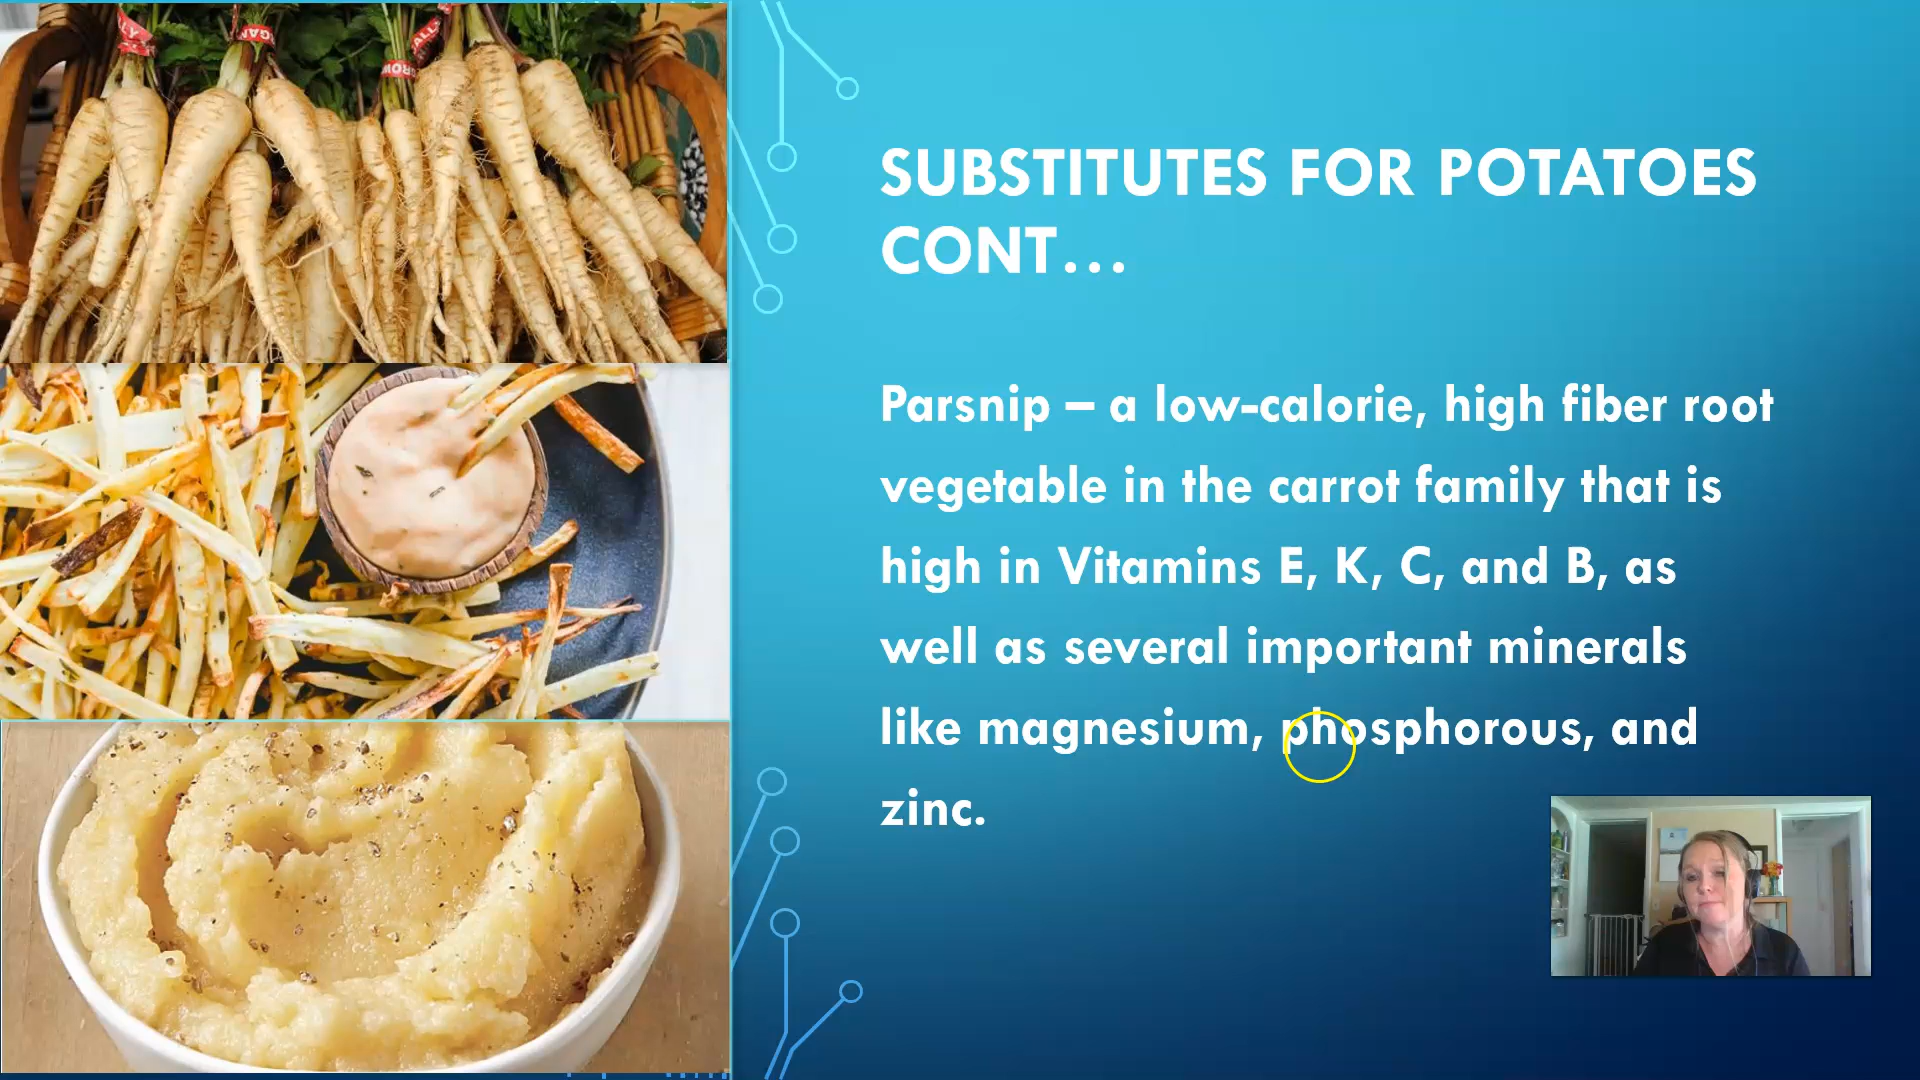 SUBSTITUTES FOR POTATOES
CONT...
Parsnip – a low-calorie, high fiber root
vegetable in the carrot family that is
high in Vitamins E, K, C, and B, as
well as several important minerals
like magnesium, phosphorous, and
zinc.